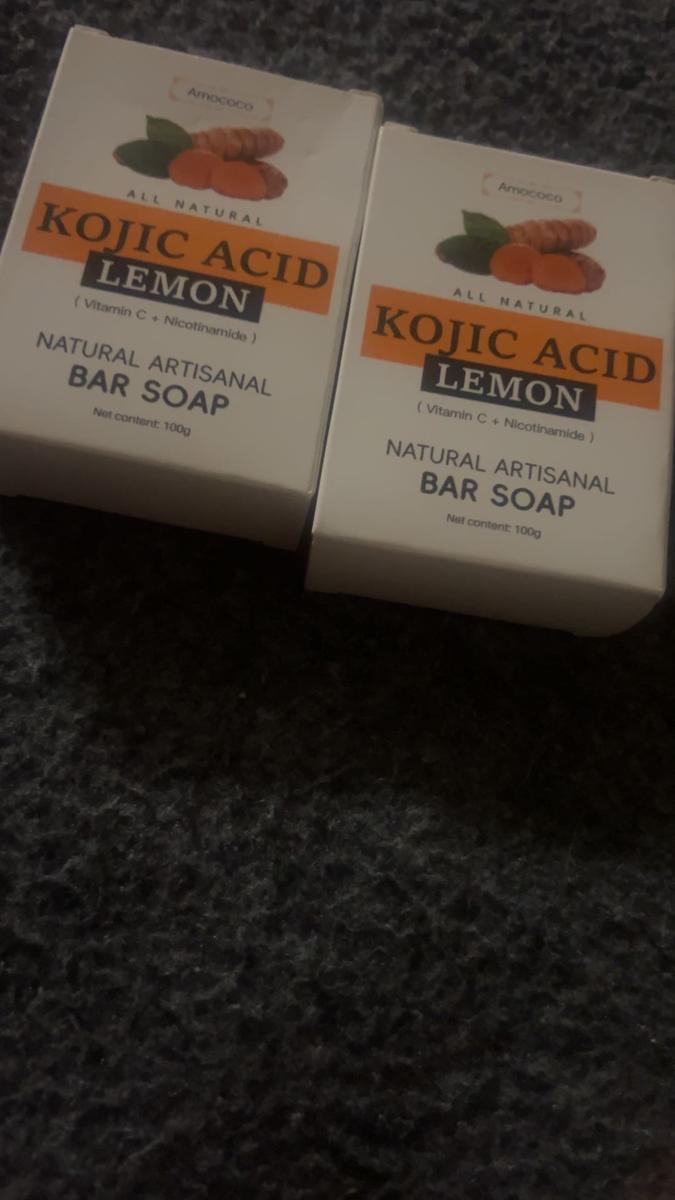 Amococo
ALL NATURAL
KOJIC ACID
LEMON
( Vitamin C + Nicotinamide )
NATURAL ARTISANAL
BAR SOAP
Net content: 100g
Amococo
ALL NATURAL
KOJIC ACID
LEMON
( Vitamin C + Nicotinamide )
NATURAL ARTISANAL
BAR SOAP
Net content: 100g